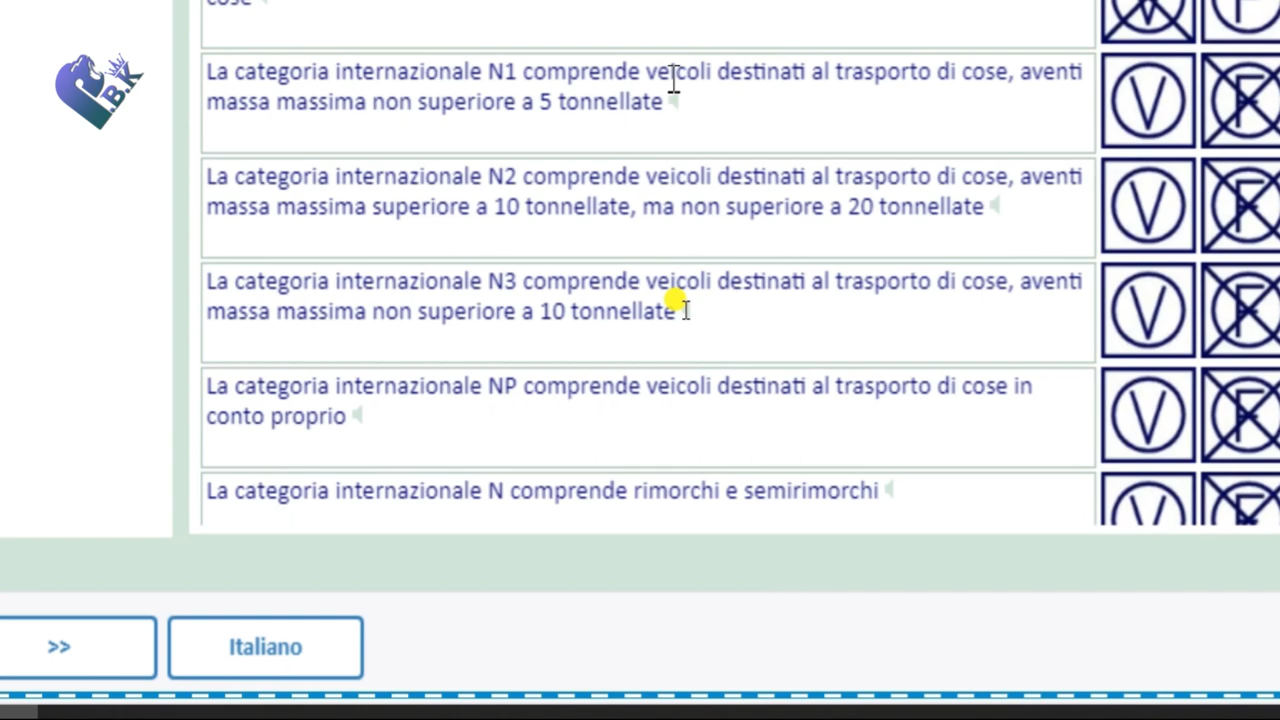 cose
La categoria internazionale N1 comprende veicoli destinati al trasporto di cose, aventi
massa massima non superiore a 5 tonnellate
V F
La categoria internazionale N2 comprende veicoli destinati al trasporto di cose, aventi
massa massima superiore a 10 tonnellate, ma non superiore a 20 tonnellate
V F
La categoria internazionale N3 comprende veicoli destinati al trasporto di cose, aventi
massa massima non superiore a 10 tonnellate
V F
La categoria internazionale NP comprende veicoli destinati al trasporto di cose in
conto proprio
V F
La categoria internazionale N comprende rimorchi e semirimorchi
V F
>>
Italiano